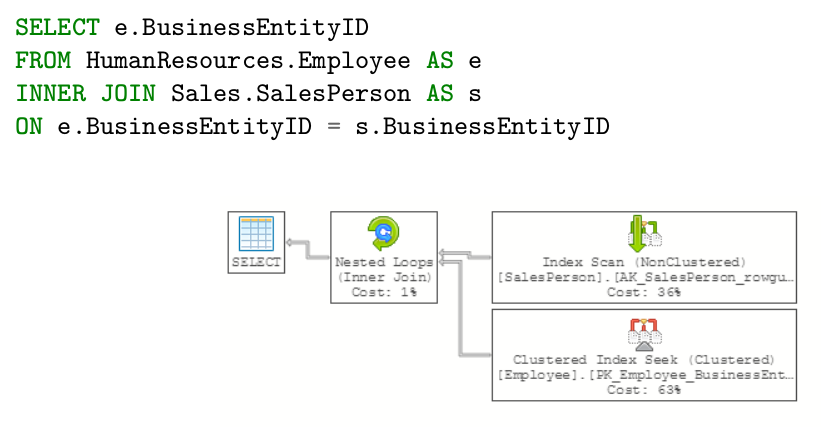 SELECT e.BusinessEntityID
FROM HumanResources.Employee AS e
INNER JOIN Sales.SalesPerson AS s
ON e.BusinessEntityID = s.BusinessEntityID
SELECT
Nested Loops
(Inner Join)
Cost: 1%
Index Scan (NonClustered)
[SalesPerson].[AK_SalesPerson_rowgu…
Cost: 36%
Clustered Index Seek (Clustered)
[Employee].[PK_Employee_BusinessEnt…
Cost: 63%